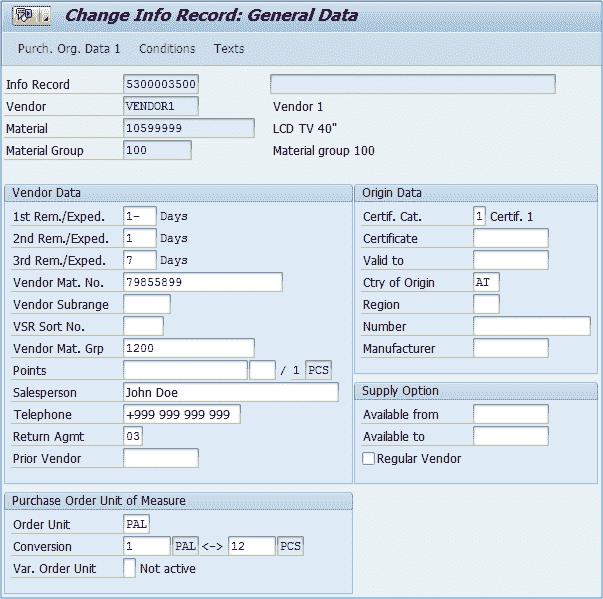 Change Info Record: General Data
Purch. Org. Data 1 Conditions Texts
Info Record 5300003500
Vendor VENDOR1 Vendor 1
Material 10599999 LCD TV 40"
Material Group 100 Material group 100
Vendor Data
1st Rem./Exped. 1- Days
2nd Rem./Exped. 1 Days
3rd Rem./Exped. 7 Days
Vendor Mat. No. 79855899
Vendor Subrange
VSR Sort No.
Vendor Mat. Grp 1200
Points / 1 PCS
Salesperson John Doe
Telephone +999 999 999 999
Return Agmt 03
Prior Vendor
Origin Data
Certif. Cat. 1 Certif. 1
Certificate
Valid to
Ctry of Origin AT
Region
Number
Manufacturer
Supply Option
Available from
Available to
Regular Vendor
Purchase Order Unit of Measure
Order Unit PAL
Conversion 1 PAL <-> 12 PCS
Var. Order Unit Not active